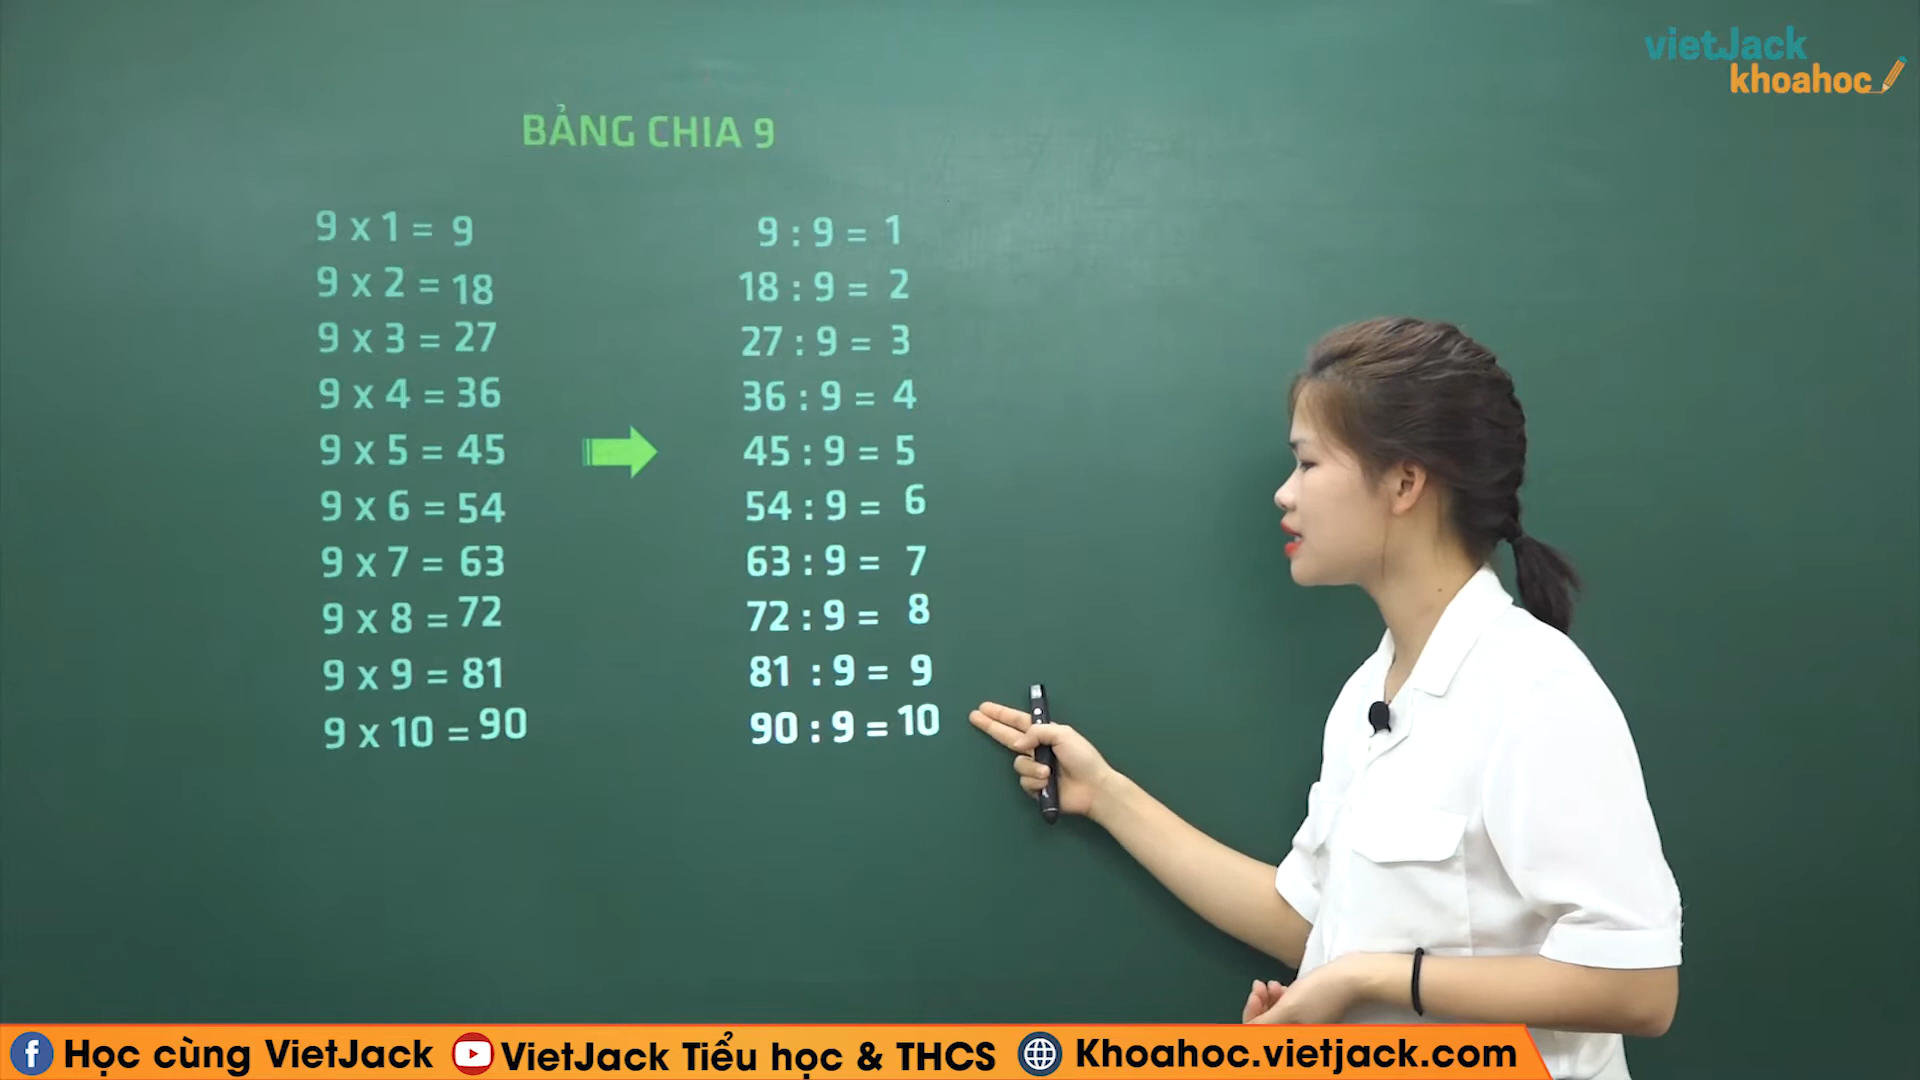 vietJack
khoahoc
BẢNG CHIA 9
9 x 1 = 9
9 x 2 = 18
9 x 3 = 27
9 x 4 = 36
9 x 5 = 45
9 x 6 = 54
9 x 7 = 63
9 x 8 = 72
9 x 9 = 81
9 x 10 = 90
9 : 9 = 1
18 : 9 = 2
27 : 9 = 3
36 : 9 = 4
45 : 9 = 5
54 : 9 = 6
63 : 9 = 7
72 : 9 = 8
81 : 9 = 9
90 : 9 = 10
Học cùng VietJack VietJack Tiểu học & THCS Khoahoc.vietjack.com